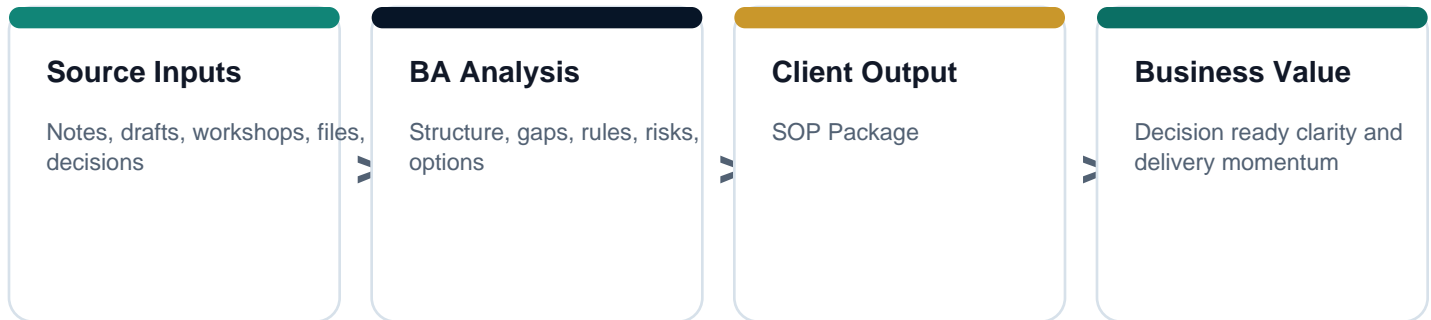 Source Inputs
Notes, drafts, workshops, files,
decisions
>
BA Analysis
Structure, gaps, rules, risks,
options
>
Client Output
SOP Package
>
Business Value
Decision ready clarity and
delivery momentum